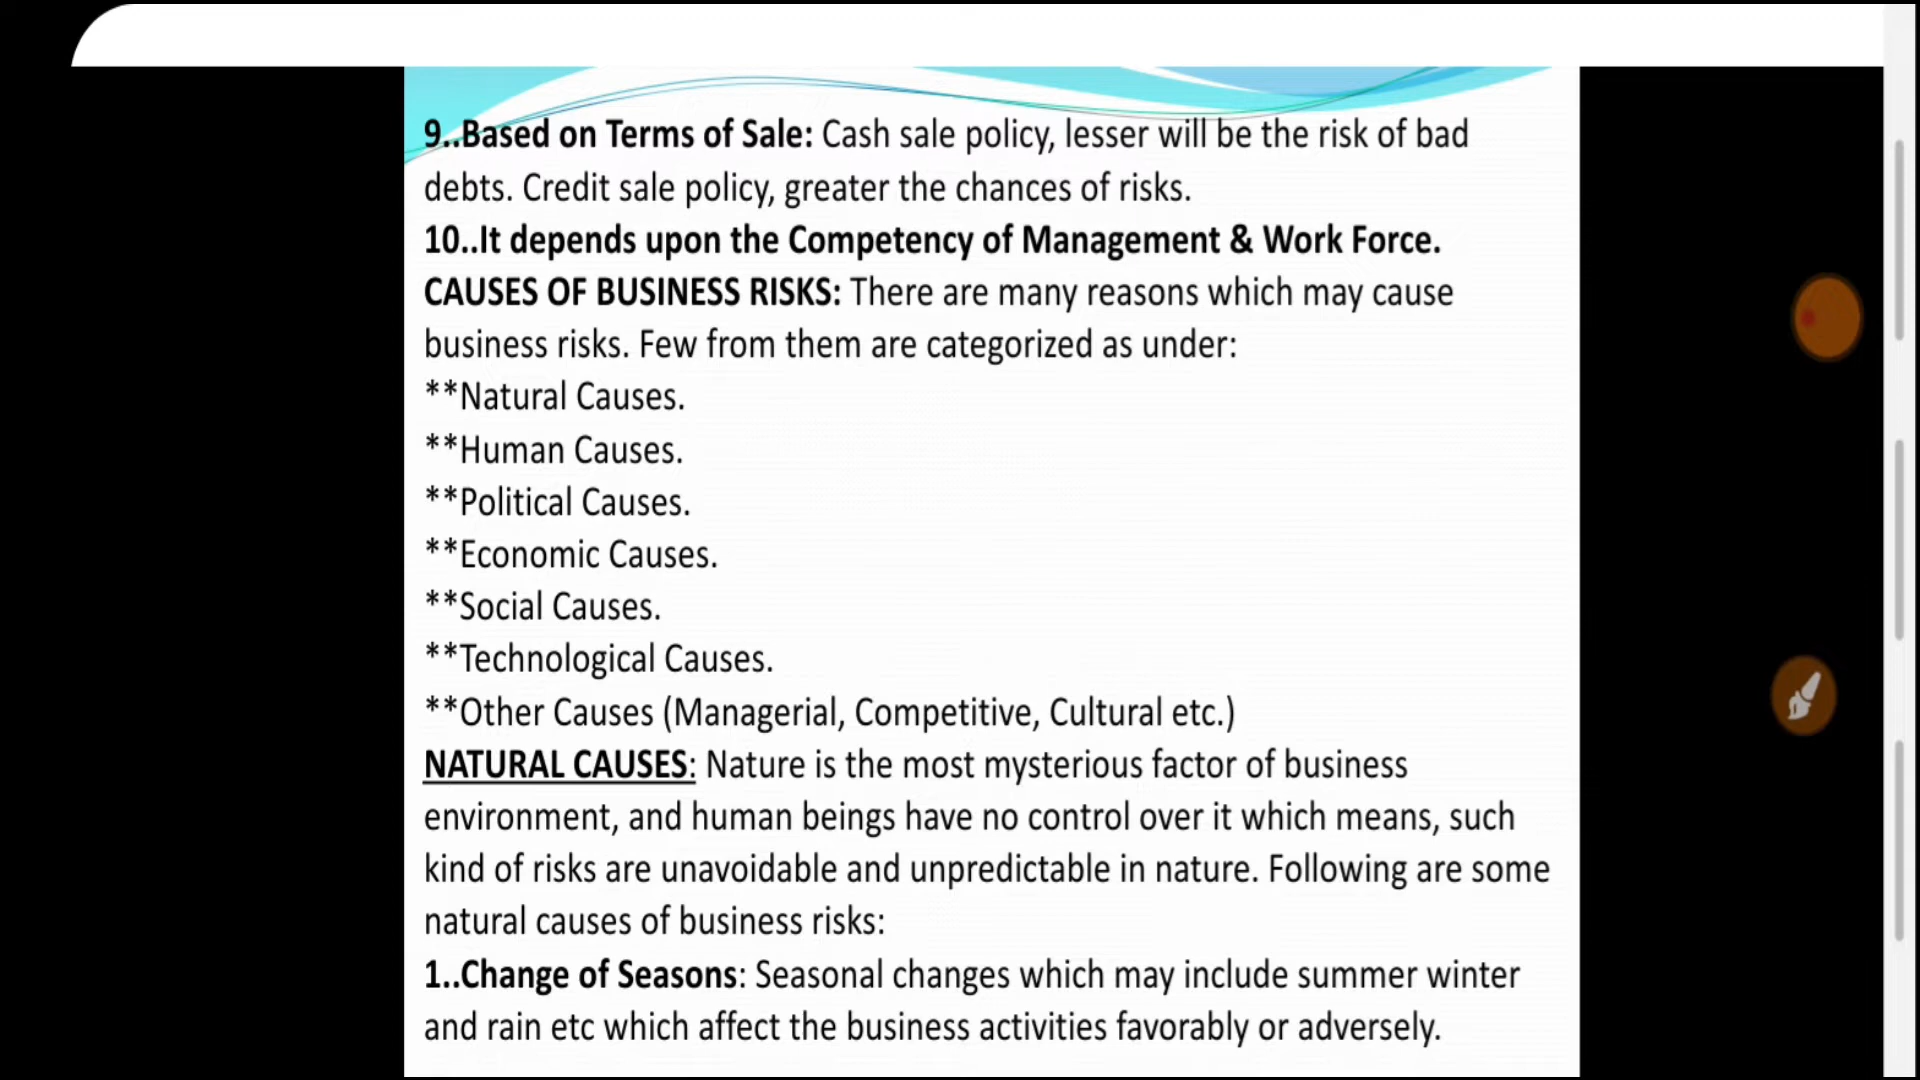 9..Based on Terms of Sale: Cash sale policy, lesser will be the risk of bad
debts. Credit sale policy, greater the chances of risks.
10..It depends upon the Competency of Management & Work Force.
CAUSES OF BUSINESS RISKS: There are many reasons which may cause
business risks. Few from them are categorized as under:
**Natural Causes.
**Human Causes.
**Political Causes.
**Economic Causes.
**Social Causes.
**Technological Causes.
**Other Causes (Managerial, Competitive, Cultural etc.)
NATURAL CAUSES: Nature is the most mysterious factor of business
environment, and human beings have no control over it which means, such
kind of risks are unavoidable and unpredictable in nature. Following are some
natural causes of business risks:
1..Change of Seasons: Seasonal changes which may include summer winter
and rain etc which affect the business activities favorably or adversely.